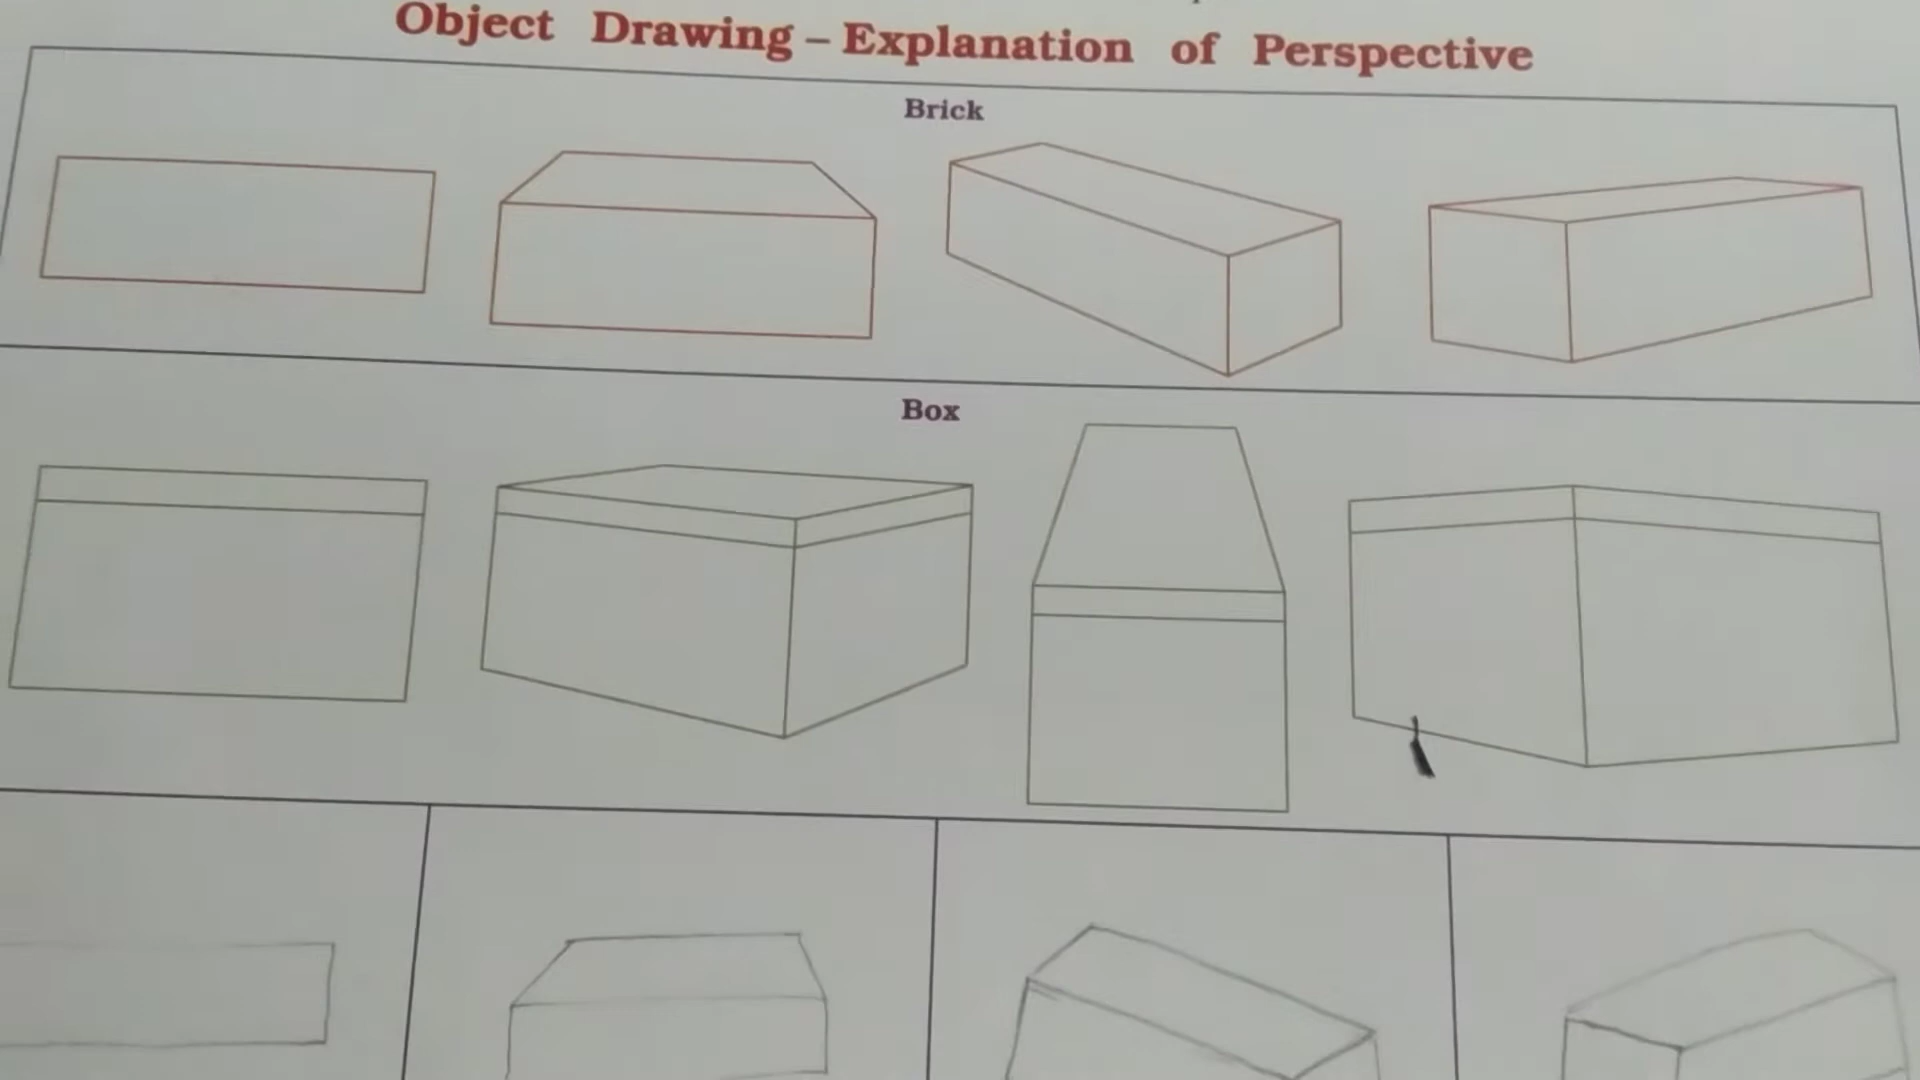 Object Drawing – Explanation of Perspective
Brick
Box